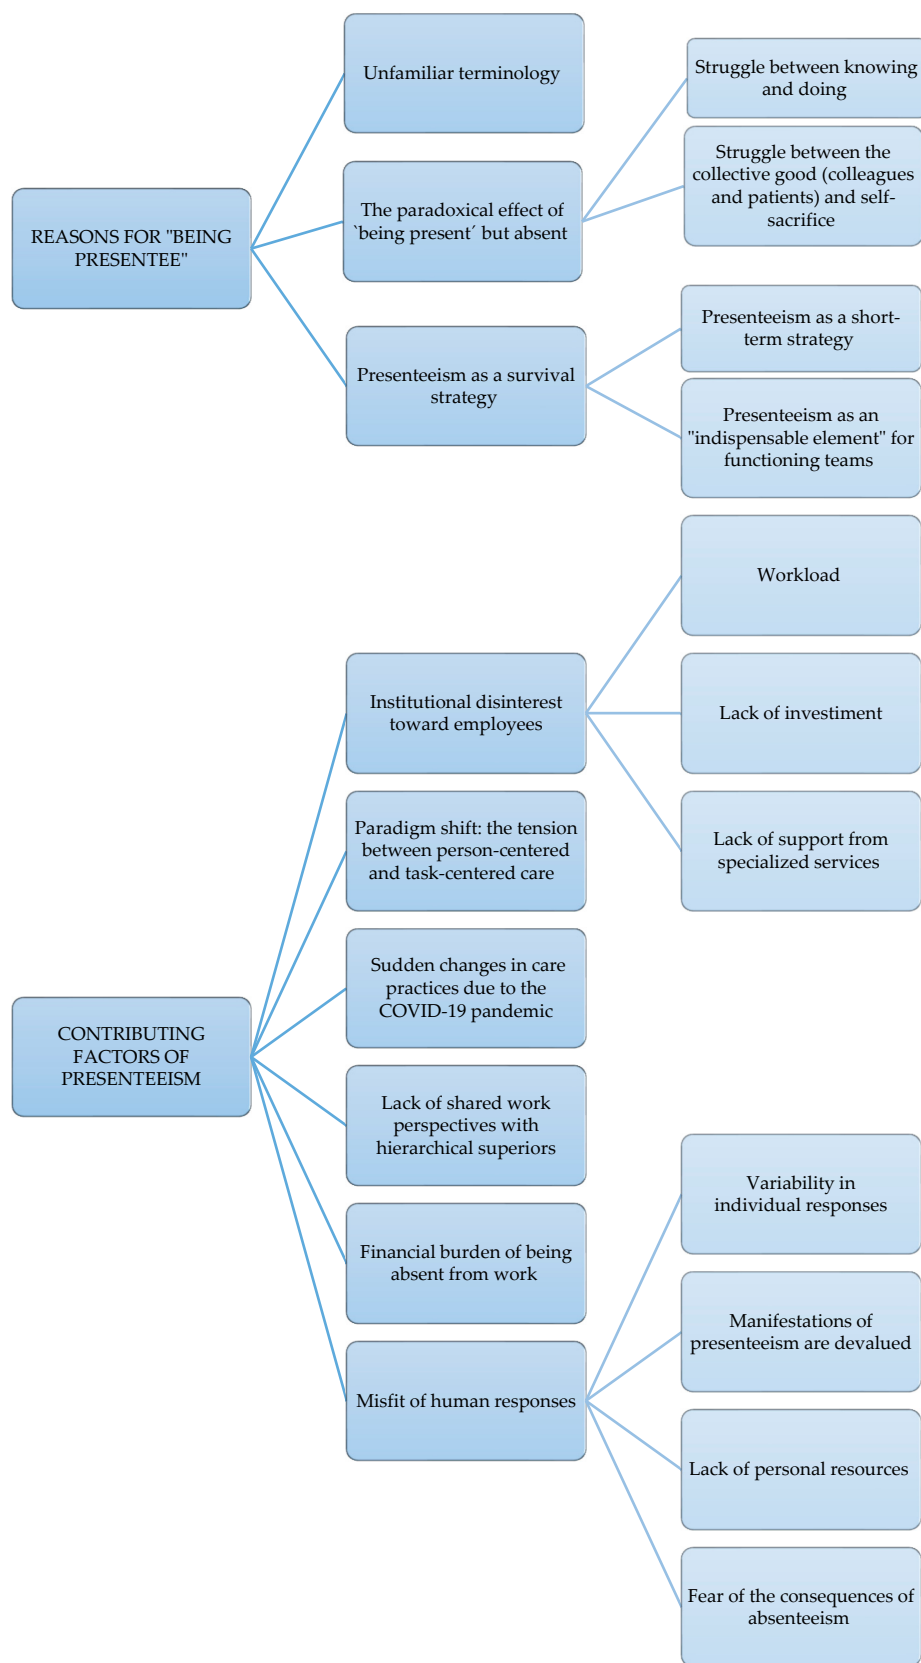 REASONS FOR "BEING
PRESENTEE"
Unfamiliar terminology
The paradoxical effect of
`being present´ but absent
Struggle between knowing
and doing
Struggle between the
collective good (colleagues
and patients) and self-
sacrifice
Presenteeism as a survival
strategy
Presenteeism as a short-
term strategy
Presenteeism as an
"indispensable element" for
functioning teams
CONTRIBUTING
FACTORS OF
PRESENTEEISM
Institutional disinterest
toward employees
Workload
Lack of investiment
Lack of support from
specialized services
Paradigm shift: the tension
between person-centered
and task-centered care
Sudden changes in care
practices due to the
COVID-19 pandemic
Lack of shared work
perspectives with
hierarchical superiors
Financial burden of being
absent from work
Misfit of human responses
Variability in
individual responses
Manifestations of
presenteeism are devalued
Lack of personal resources
Fear of the consequences of
absenteeism